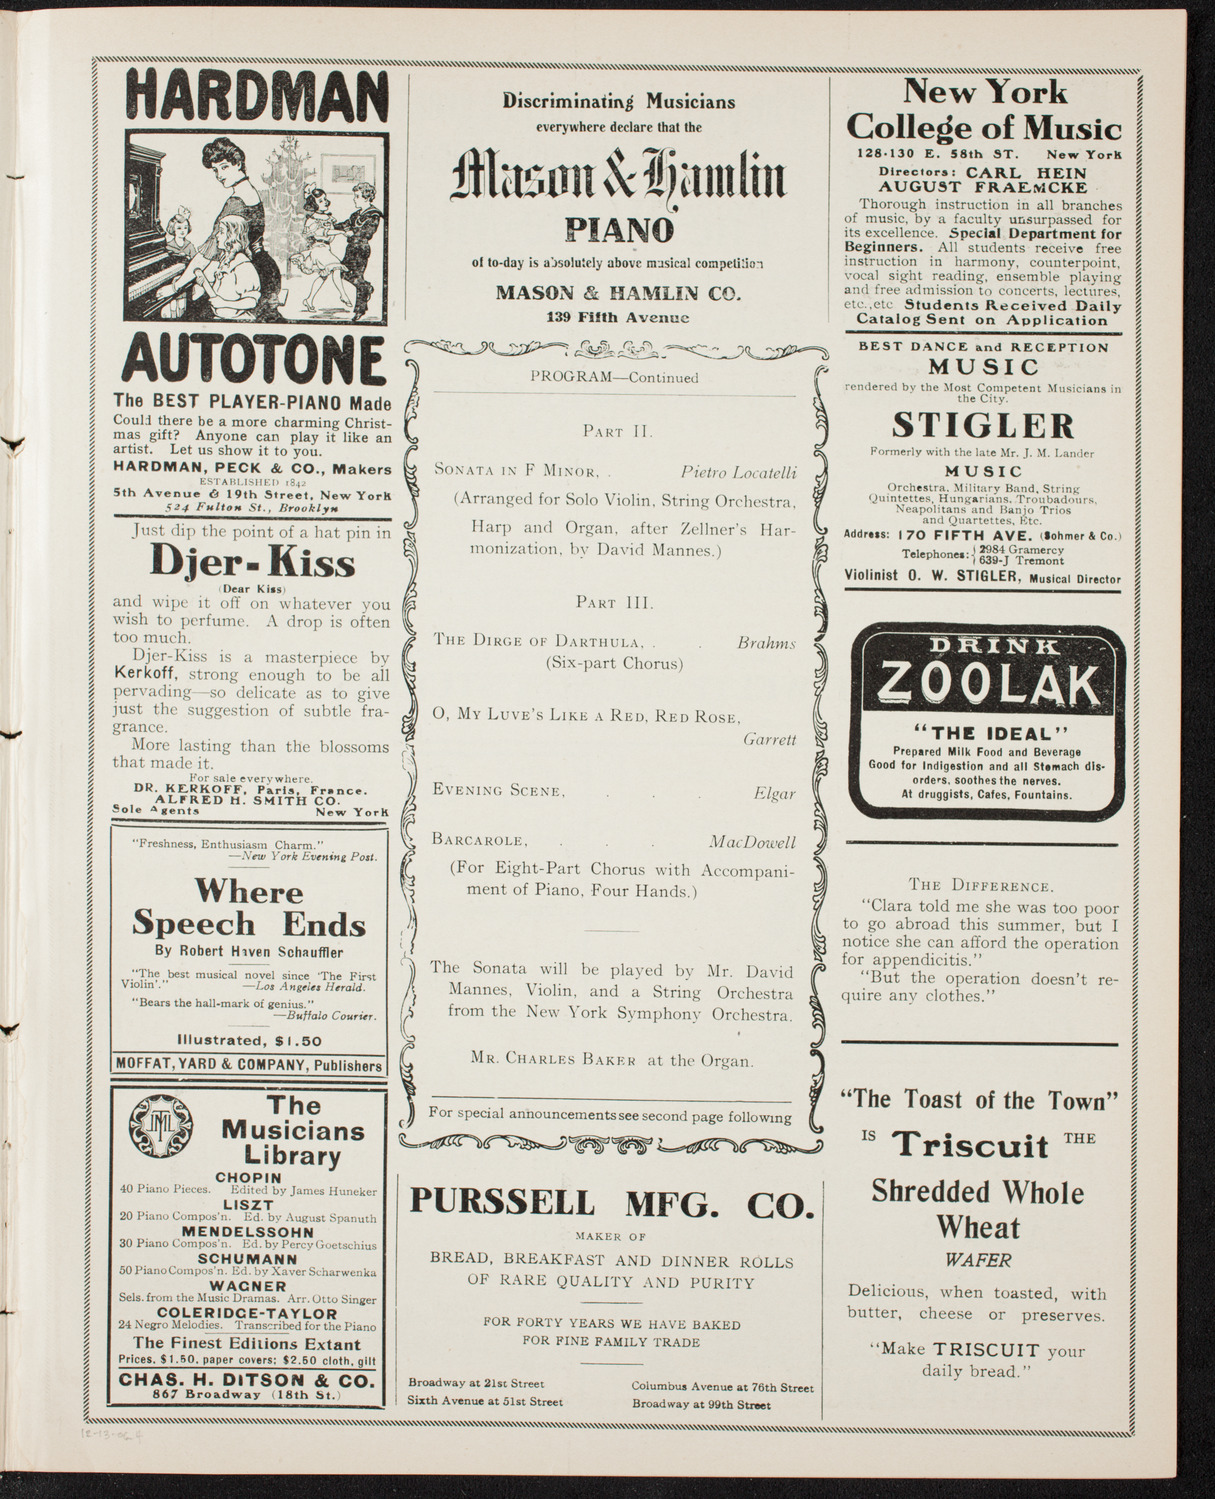 HARDMAN
AUTOTONE
The BEST PLAYER-PIANO Made
Could there be a more charming Christ-
mas gift? Anyone can play it like an
artist. Let us show it to you.
HARDMAN, PECK & CO., Makers
ESTABLISHED 1842
5th Avenue & 19th Street, New York
524 Fulton St., Brooklyn
Just dip the point of a hat pin in
Djer-Kiss
(Dear Kiss)
and wipe it off on whatever you
wish to perfume. A drop is often
too much.
Djer-Kiss is a masterpiece by
Kerkoff, strong enough to be all
pervading—so delicate as to give
just the suggestion of subtle fra-
grance.
More lasting than the blossoms
that made it.
For sale everywhere.
DR. KERKOFF, Paris, France.
ALFRED H. SMITH CO.
Sole Agents New York
"Freshness, Enthusiasm Charm."
—New York Evening Post.
Where
Speech Ends
By Robert Haven Schauffler
"The best musical novel since 'The First
Violin'." —Los Angeles Herald.
"Bears the hall-mark of genius."
—Buffalo Courier.
Illustrated, $1.50
MOFFAT, YARD & COMPANY, Publishers
The
Musicians
Library
CHOPIN
40 Piano Pieces. Edited by James Huneker
LISZT
20 Piano Compos'n. Ed. by August Spanuth
MENDELSSOHN
30 Piano Compos'n. Ed. by Percy Goetschius
SCHUMANN
50 Piano Compos'n. Ed. by Xaver Scharwenka
WAGNER
Sels. from the Music Dramas. Arr. Otto Singer
COLERIDGE-TAYLOR
24 Negro Melodies. Transcribed for the Piano
The Finest Editions Extant
Prices, $1.50, paper covers; $2.50 cloth, gilt
CHAS. H. DITSON & CO.
867 Broadway (18th St.)
Discriminating Musicians
everywhere declare that the
Mason & Hamlin
PIANO
of to-day is absolutely above musical competition
MASON & HAMLIN CO.
139 Fifth Avenue
PROGRAM—Continued
PART II.
SONATA IN F MINOR, . Pietro Locatelli
(Arranged for Solo Violin, String Orchestra,
Harp and Organ, after Zellner's Har-
monization, by David Mannes.)
PART III.
THE DIRGE OF DARTHULA, . . Brahms
(Six-part Chorus)
O, MY LUVE'S LIKE A RED, RED ROSE,
Garrett
EVENING SCENE, . . . Elgar
BARCAROLE, . . . MacDowell
(For Eight-Part Chorus with Accompani-
ment of Piano, Four Hands.)
The Sonata will be played by Mr. David
Mannes, Violin, and a String Orchestra
from the New York Symphony Orchestra.
MR. CHARLES BAKER at the Organ.
For special announcements see second page following
PURSSELL MFG. CO.
MAKER OF
BREAD, BREAKFAST AND DINNER ROLLS
OF RARE QUALITY AND PURITY
FOR FORTY YEARS WE HAVE BAKED
FOR FINE FAMILY TRADE
Broadway at 21st Street Columbus Avenue at 76th Street
Sixth Avenue at 51st Street Broadway at 99th Street
New York
College of Music
128-130 E. 58th ST. New York
Directors: CARL HEIN
AUGUST FRAEMCKE
Thorough instruction in all branches
of music, by a faculty unsurpassed for
its excellence. Special Department for
Beginners. All students receive free
instruction in harmony, counterpoint,
vocal sight reading, ensemble playing
and free admission to concerts, lectures,
etc., etc Students Received Daily
Catalog Sent on Application
BEST DANCE and RECEPTION
MUSIC
rendered by the Most Competent Musicians in
the City.
STIGLER
Formerly with the late Mr. J. M. Lander
MUSIC
Orchestra, Military Band, String
Quintettes, Hungarians, Troubadours,
Neapolitans and Banjo Trios
and Quartettes, Etc.
Address: 170 FIFTH AVE. (Sohmer & Co.)
Telephones: { 2984 Gramercy
{ 639-J Tremont
Violinist O. W. STIGLER, Musical Director
DRINK
ZOOLAK
"THE IDEAL"
Prepared Milk Food and Beverage
Good for Indigestion and all Stomach dis-
orders, soothes the nerves.
At druggists, Cafes, Fountains.
THE DIFFERENCE.
"Clara told me she was too poor
to go abroad this summer, but I
notice she can afford the operation
for appendicitis."
"But the operation doesn't re-
quire any clothes."
"The Toast of the Town"
IS Triscuit THE
Shredded Whole
Wheat
WAFER
Delicious, when toasted, with
butter, cheese or preserves.
"Make TRISCUIT your
daily bread."